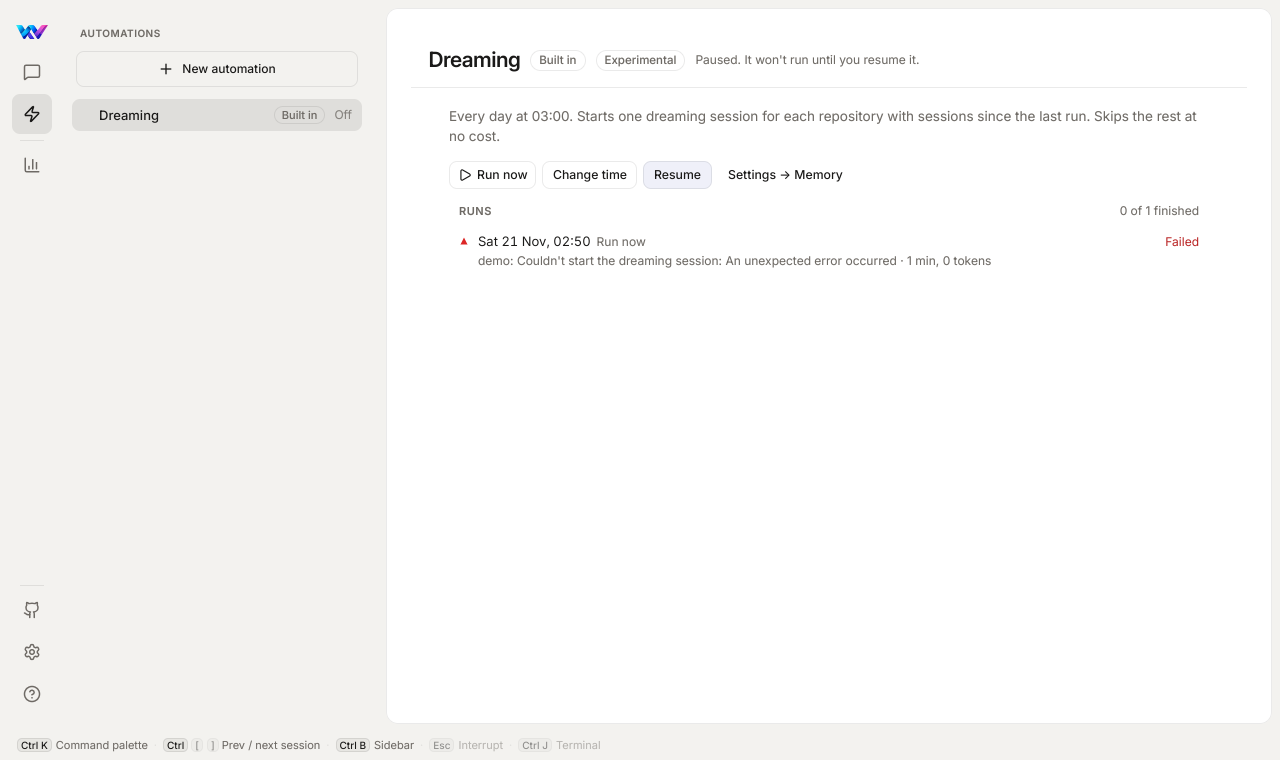 AUTOMATIONS
New automation
Dreaming Built in Off
Dreaming Built in Experimental Paused. It won't run until you resume it.
Every day at 03:00. Starts one dreaming session for each repository with sessions since the last run. Skips the rest at
no cost.
Run now Change time Resume Settings → Memory
RUNS 0 of 1 finished
Sat 21 Nov, 02:50 Run now Failed
demo: Couldn't start the dreaming session: An unexpected error occurred · 1 min, 0 tokens
Ctrl K Command palette · Ctrl [ ] Prev / next session · Ctrl B Sidebar · Esc Interrupt · Ctrl J Terminal